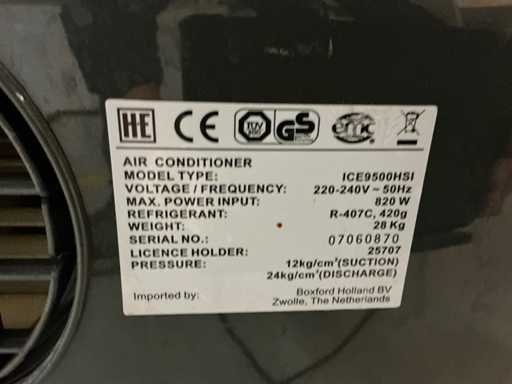 HE CE TÜV GS emc
AIR CONDITIONER
MODEL TYPE: ICE9500HSI
VOLTAGE / FREQUENCY: 220-240V ~ 50Hz
MAX. POWER INPUT: 820 W
REFRIGERANT: R-407C, 420g
WEIGHT: 28 Kg
SERIAL NO.: 07060870
LICENCE HOLDER: 25707
PRESSURE: 12kg/cm²(SUCTION)
24kg/cm²(DISCHARGE)
Imported by: Boxford Holland BV
Zwolle, The Netherlands